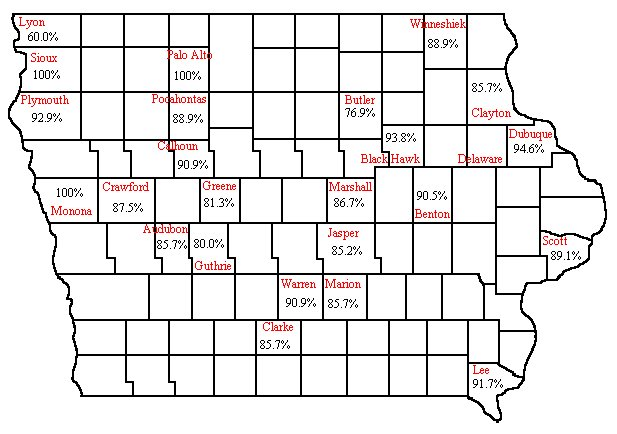 Lyon
60.0%
Winneshiek
88.9%
Sioux
100%
Palo Alto
100%
85.7%
Clayton
Plymouth
92.9%
Pocahontas
88.9%
Butler
76.9%
93.8%
Black Hawk
Delaware
Dubuque
94.6%
Calhoun
90.9%
100%
Monona
Crawford
87.5%
Greene
81.3%
Marshall
86.7%
90.5%
Benton
Audubon
85.7%
80.0%
Guthrie
Jasper
85.2%
Scott
89.1%
Warren
90.9%
Marion
85.7%
Clarke
85.7%
Lee
91.7%